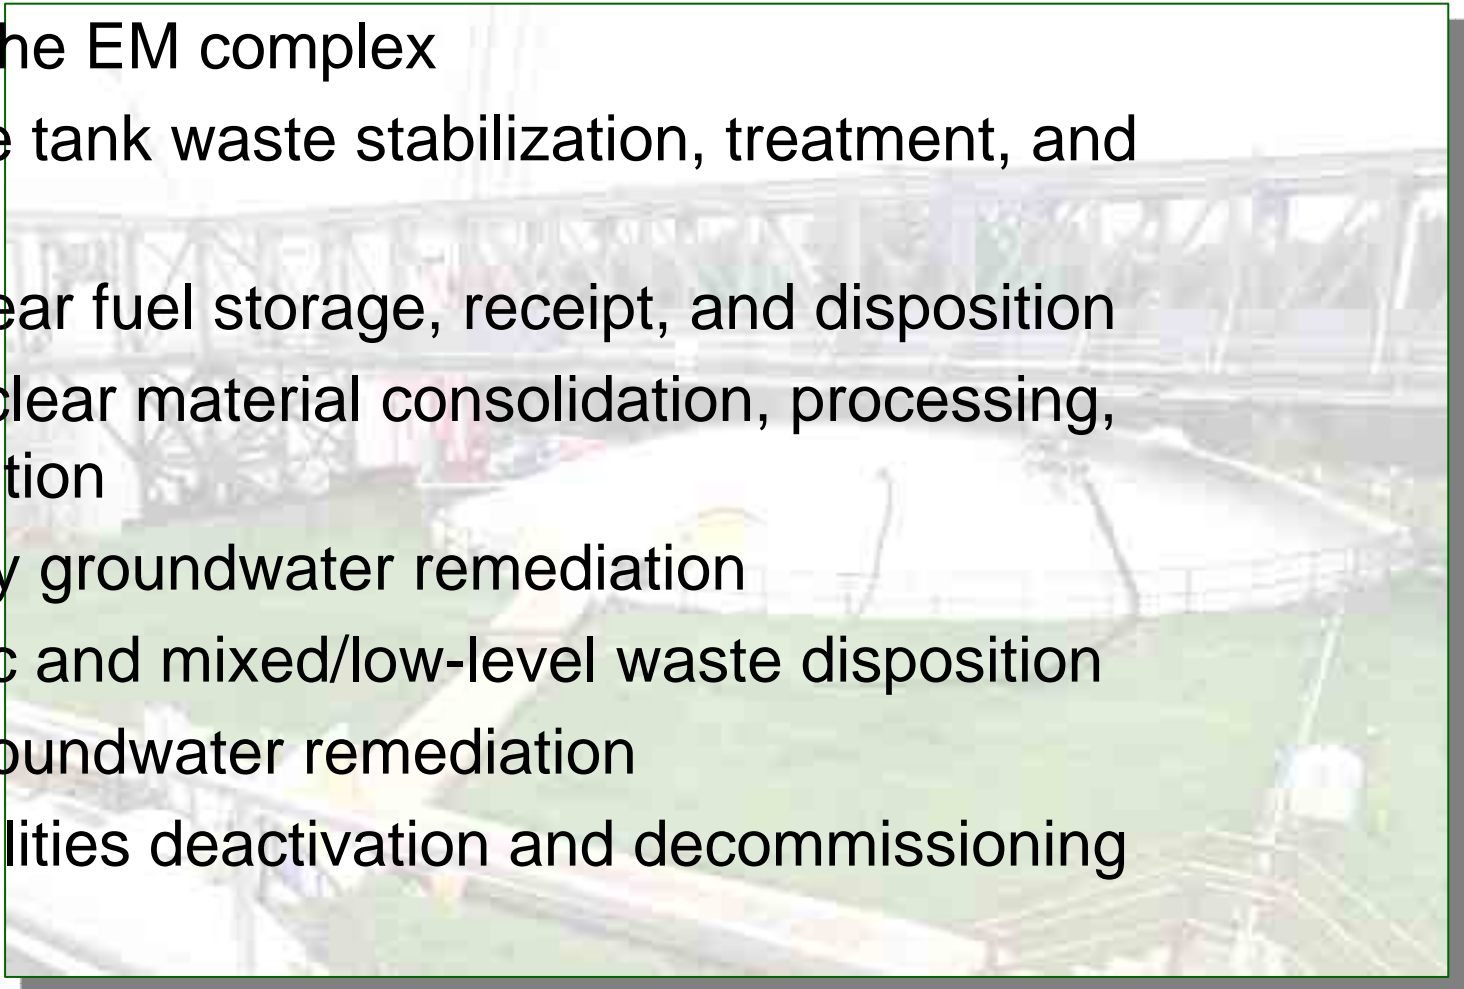 he EM complex
tank waste stabilization, treatment, and
ear fuel storage, receipt, and disposition
clear material consolidation, processing,
tion
y groundwater remediation
c and mixed/low-level waste disposition
oundwater remediation
lities deactivation and decommissioning